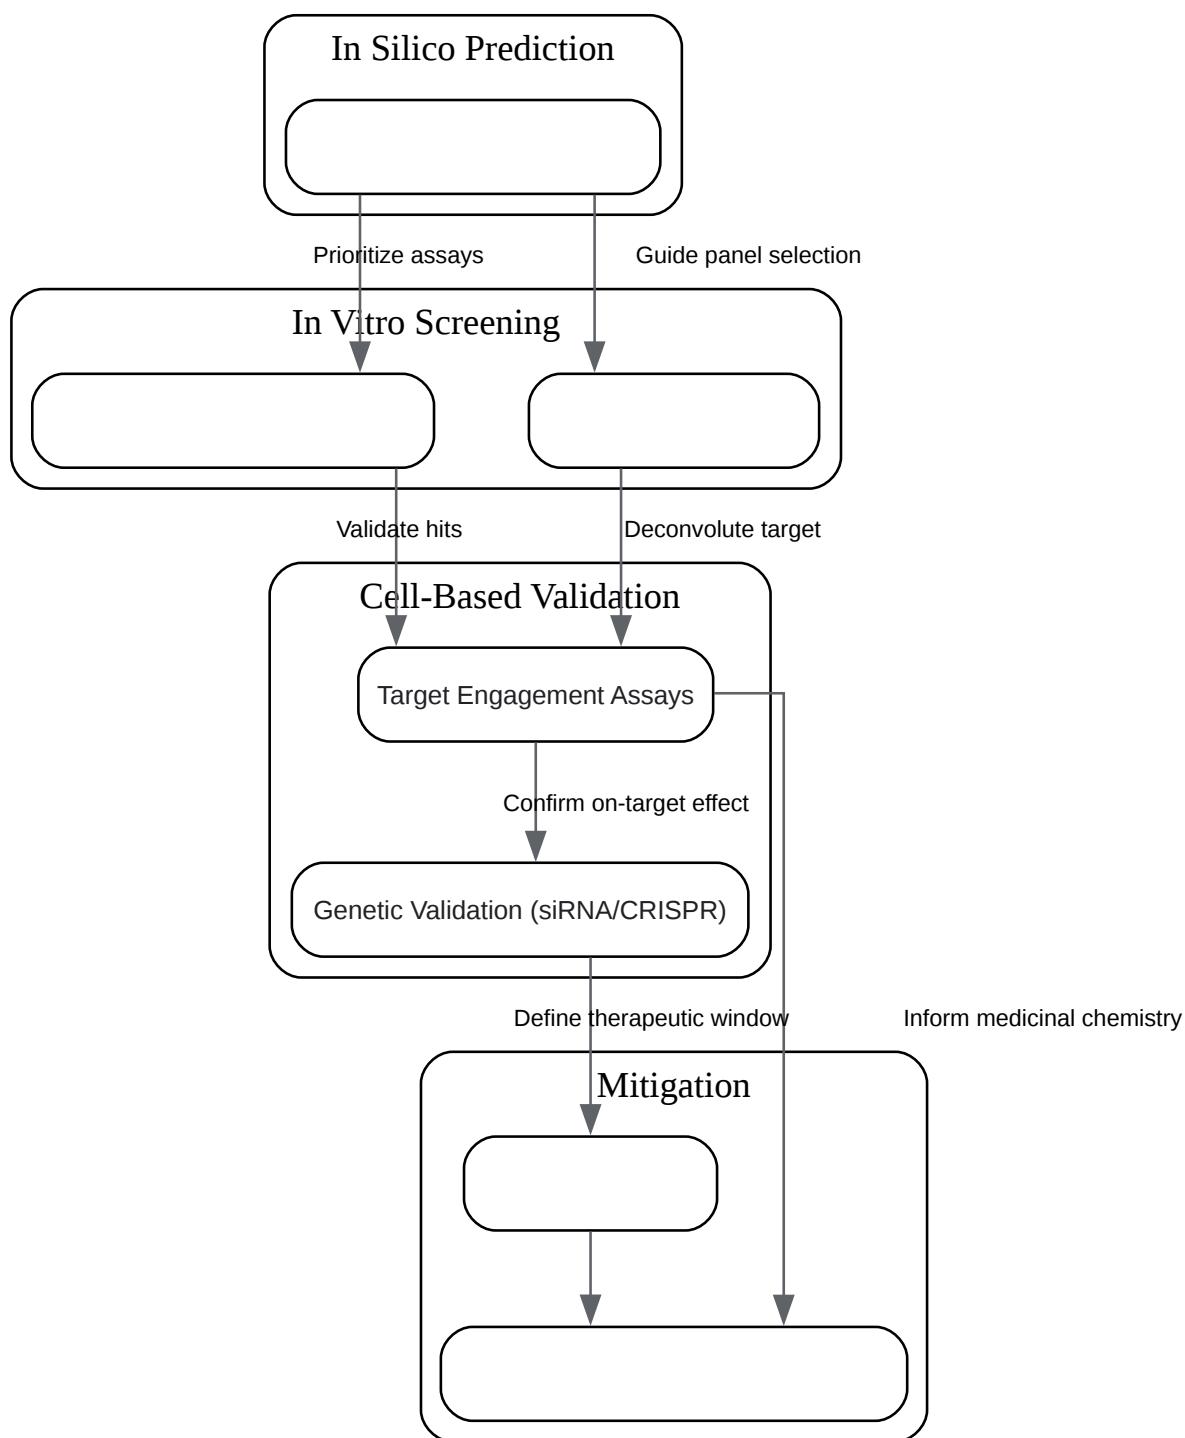 In Silico Prediction
Prioritize assays
Guide panel selection
In Vitro Screening
Validate hits
Deconvolute target
Cell-Based Validation
Target Engagement Assays
Confirm on-target effect
Genetic Validation (siRNA/CRISPR)
Define therapeutic window
Inform medicinal chemistry
Mitigation